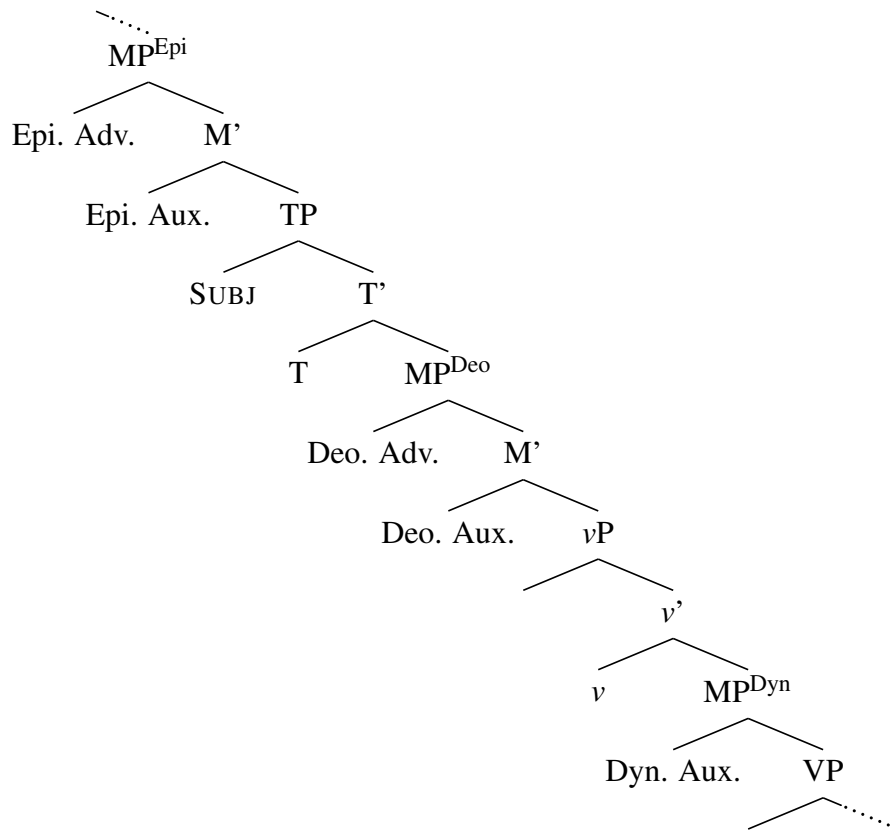 MP^Epi
Epi. Adv. M’
Epi. Aux. TP
SUBJ T’
T MP^Deo
Deo. Adv. M’
Deo. Aux. vP
v’
v MP^Dyn
Dyn. Aux. VP